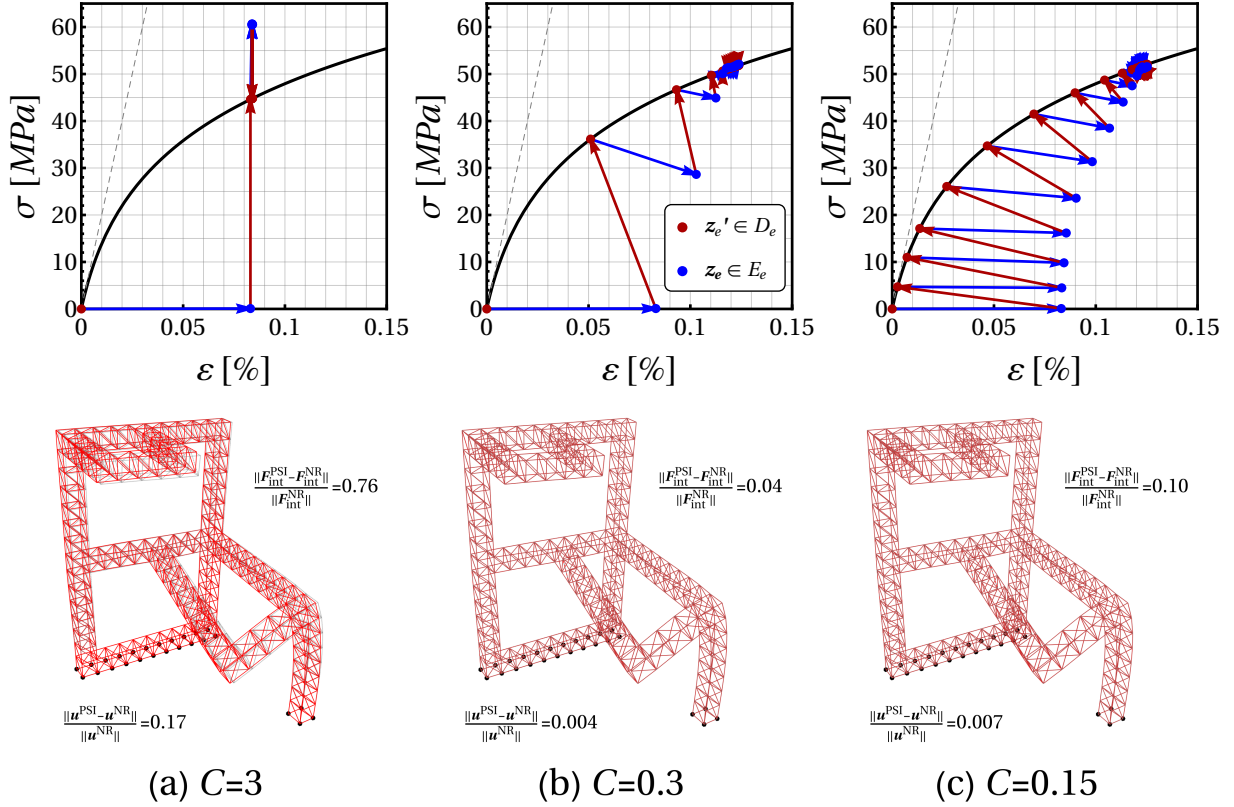 60
50
40
30
20
10
0
σ [MPa]
0 0.05 0.1 0.15
ε [%]
60
50
40
30
20
10
0
σ [MPa]
z_e' ∈ D_e
z_e ∈ E_e
0 0.05 0.1 0.15
ε [%]
60
50
40
30
20
10
0
σ [MPa]
0 0.05 0.1 0.15
ε [%]
||F_int^PSI-F_int^NR||
||F_int^NR|| =0.76
||F_int^PSI-F_int^NR||
||F_int^NR|| =0.04
||F_int^PSI-F_int^NR||
||F_int^NR|| =0.10
||u^PSI-u^NR||
||u^NR|| =0.17
||u^PSI-u^NR||
||u^NR|| =0.004
||u^PSI-u^NR||
||u^NR|| =0.007
(a) C=3
(b) C=0.3
(c) C=0.15